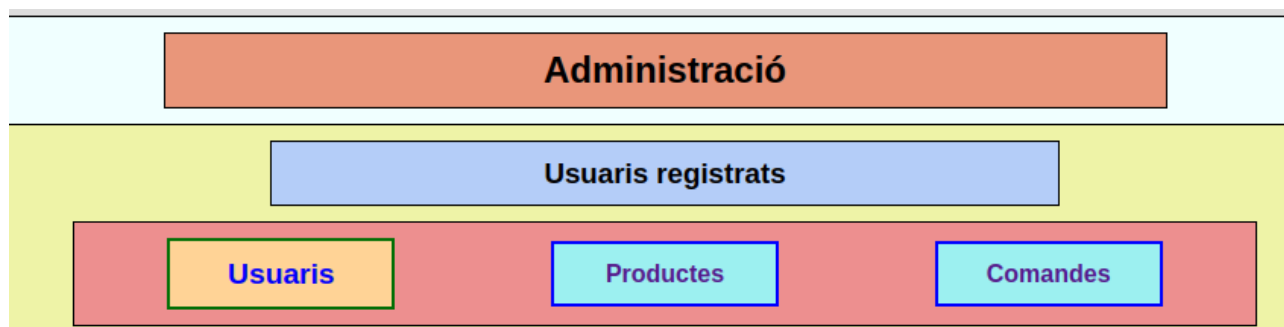 Administració
Usuaris registrats
Usuaris Productes Comandes